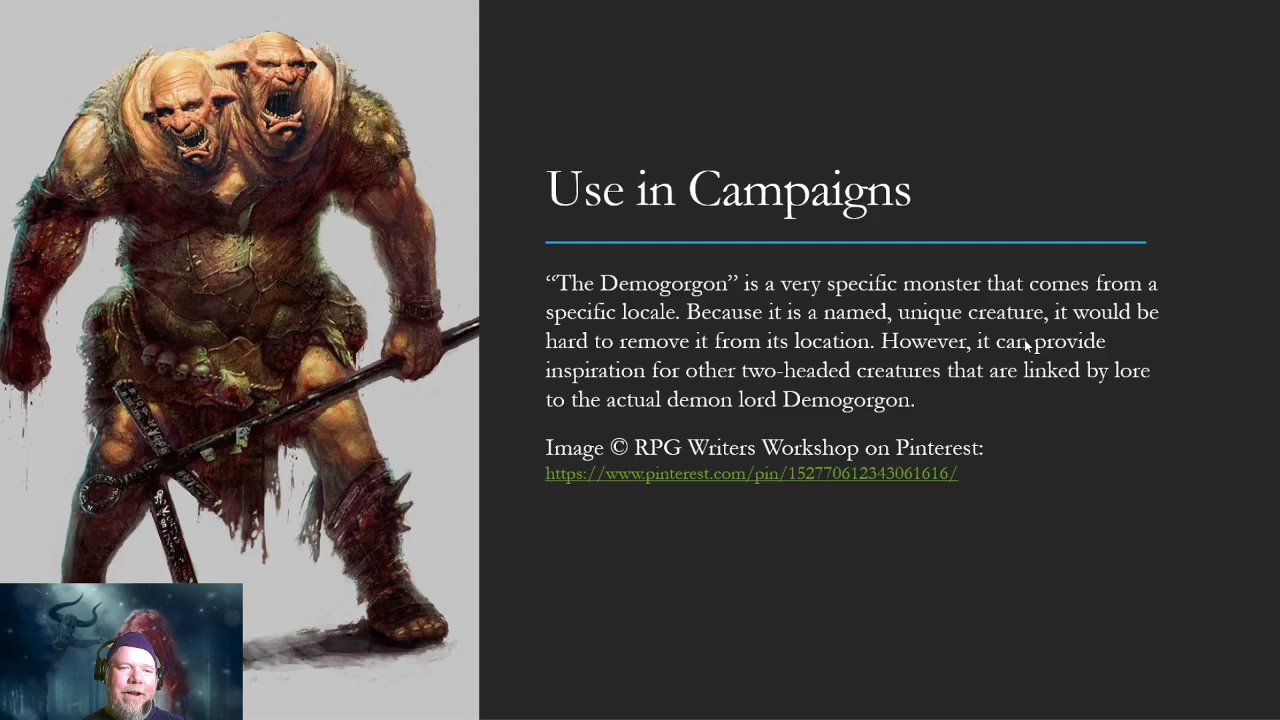 Use in Campaigns
“The Demogorgon” is a very specific monster that comes from a
specific locale. Because it is a named, unique creature, it would be
hard to remove it from its location. However, it can provide
inspiration for other two-headed creatures that are linked by lore
to the actual demon lord Demogorgon.
Image © RPG Writers Workshop on Pinterest:
https://www.pinterest.com/pin/152770612343061616/